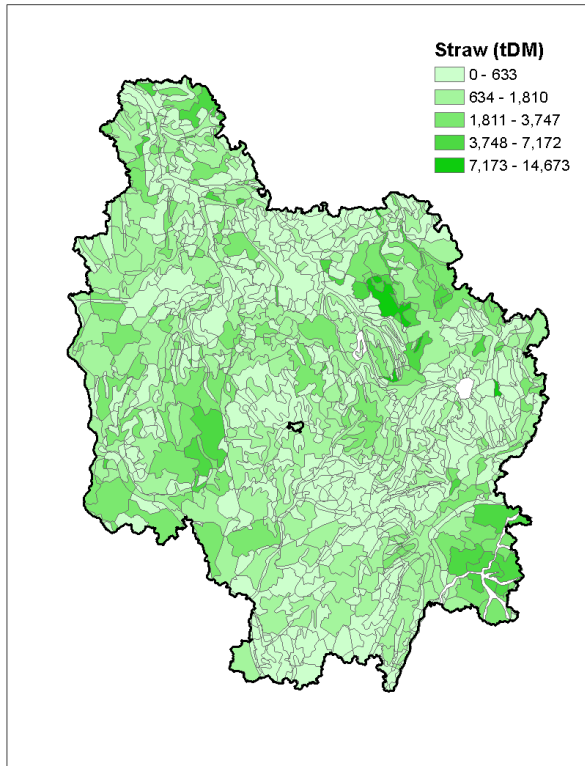 Straw (tDM)
0 - 633
634 - 1,810
1,811 - 3,747
3,748 - 7,172
7,173 - 14,673